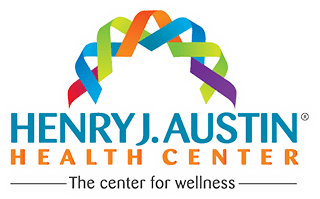 HENRY J. AUSTIN®
HEALTH CENTER
The center for wellness